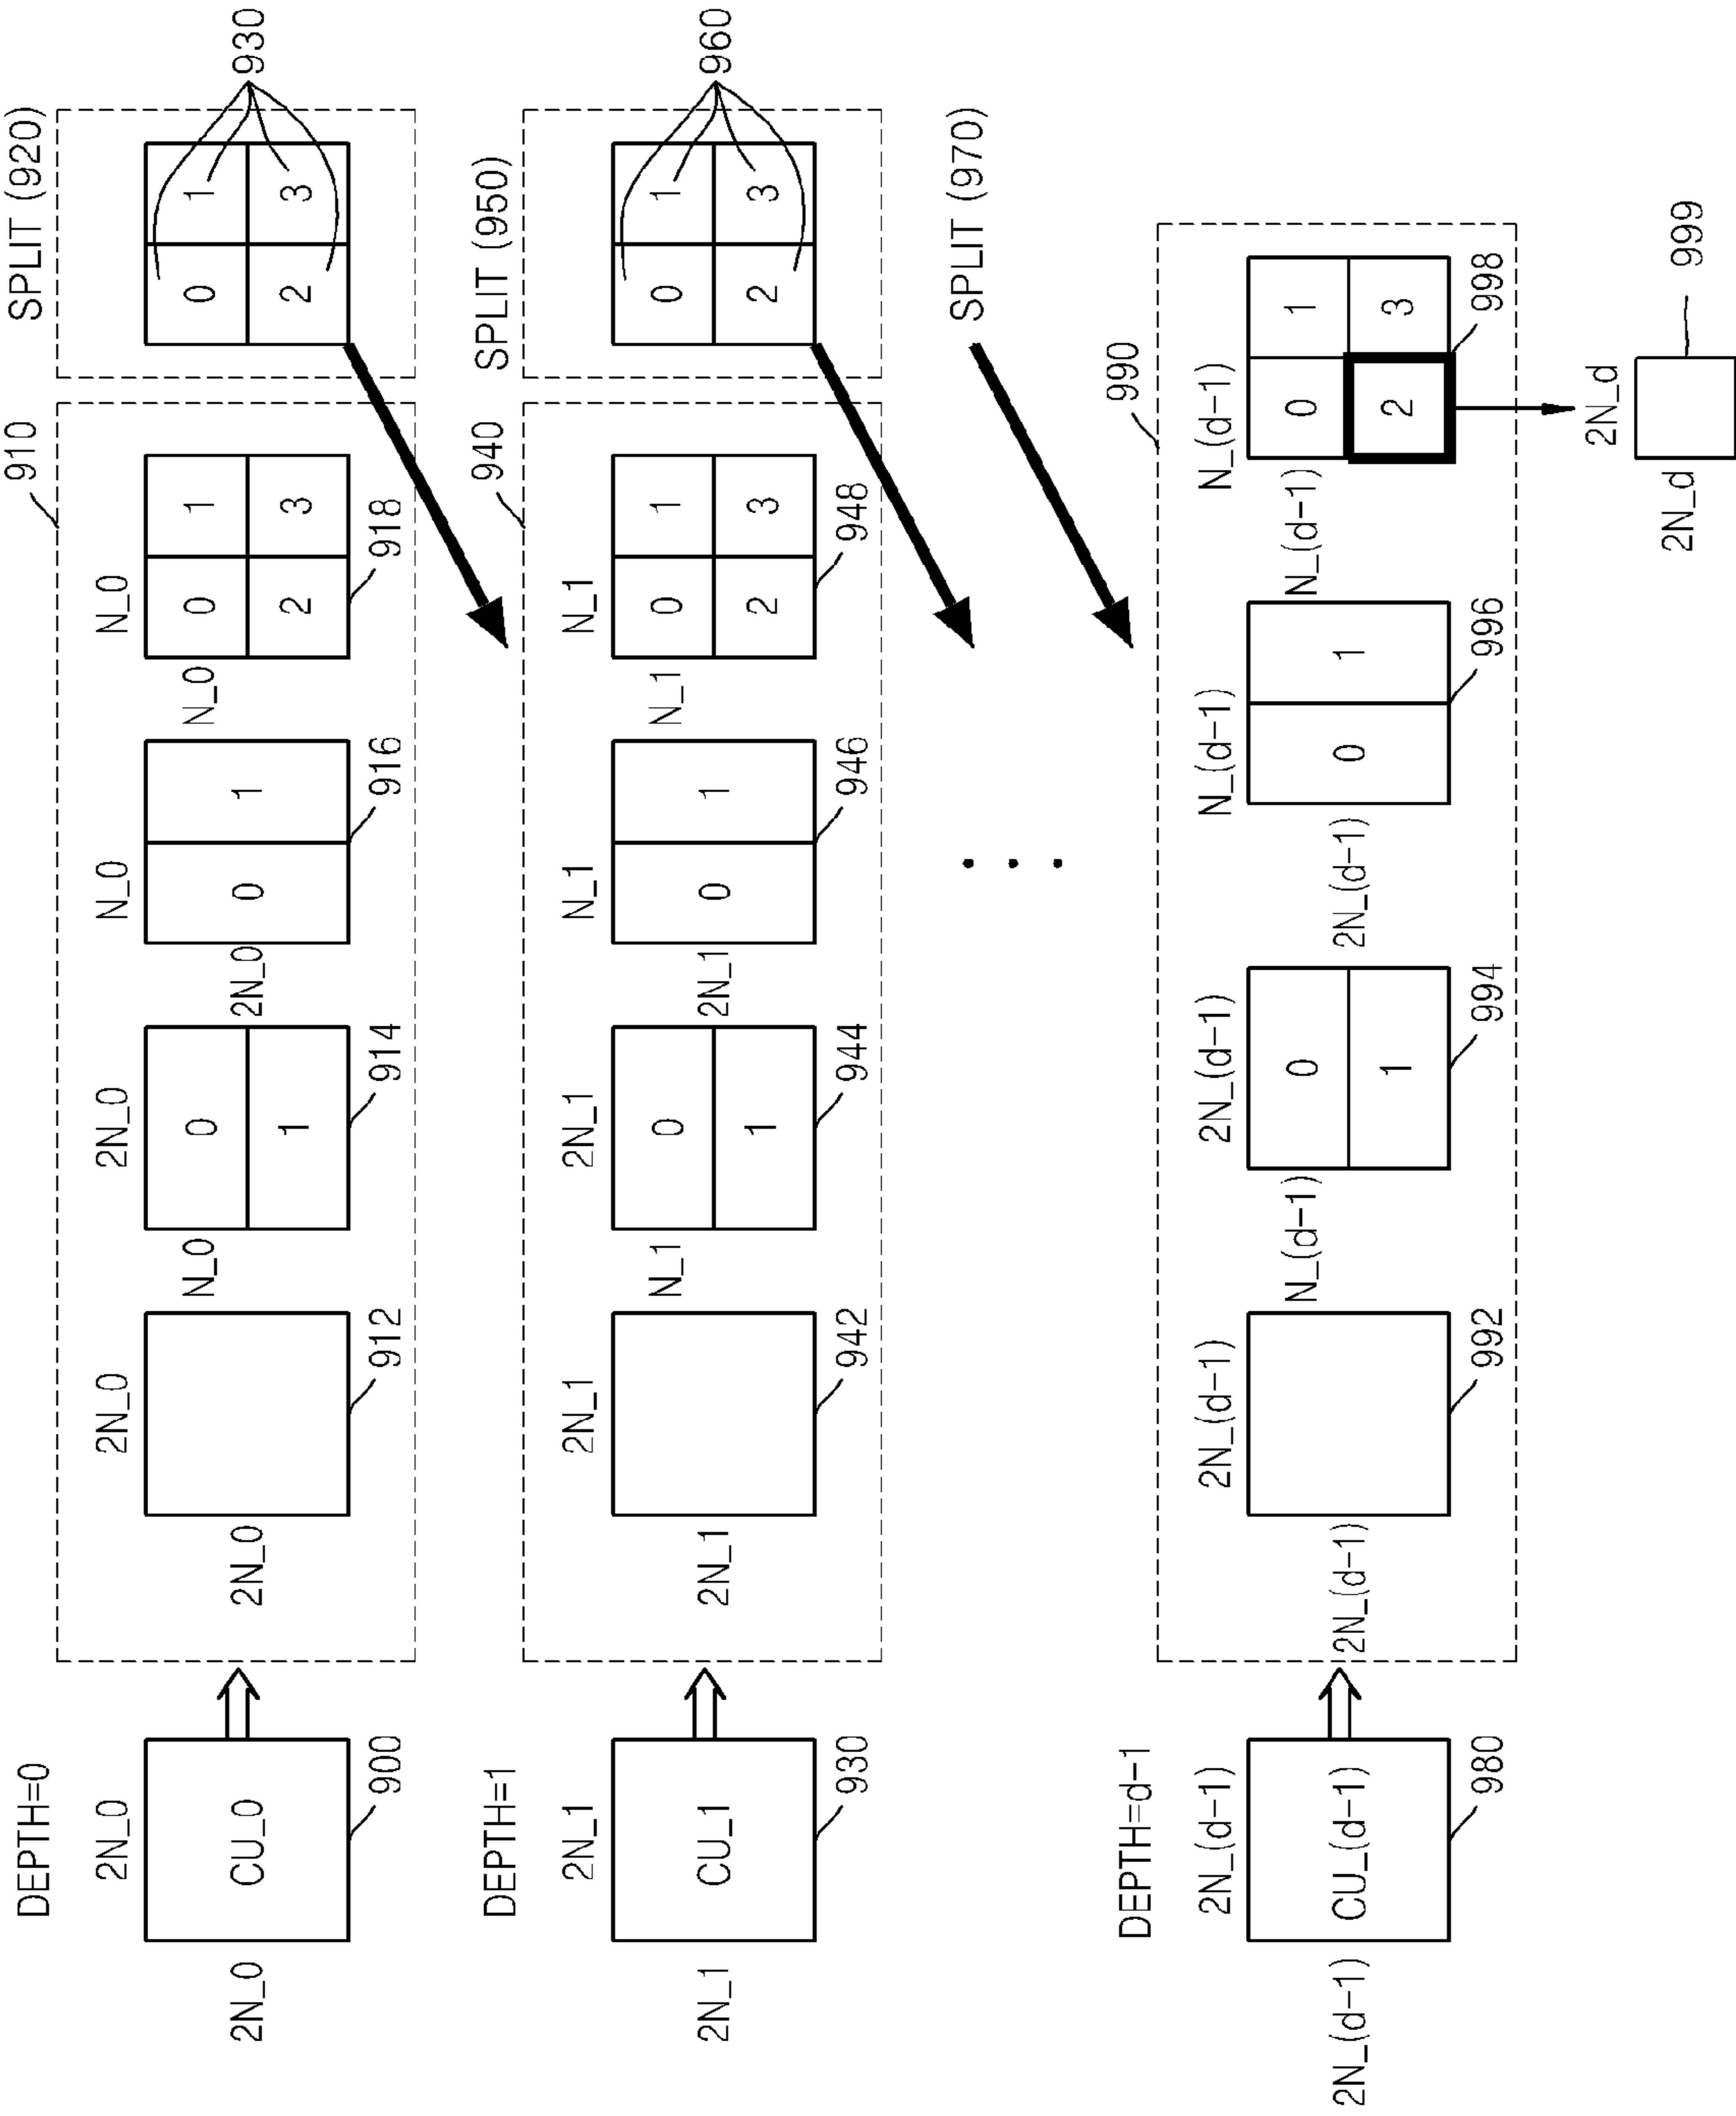 DEPTH=0
2N_0
2N_0
CU_0
900
910
2N_0
2N_0
912
2N_0
N_0
0
1
914
N_0
2N_0
0
1
916
N_0
N_0
0
1
2
3
918
SPLIT (920)
0
1
2
3
930
DEPTH=1
2N_1
2N_1
CU_1
930
940
2N_1
2N_1
942
2N_1
N_1
0
1
944
N_1
2N_1
0
1
946
N_1
N_1
0
1
2
3
948
SPLIT (950)
0
1
2
3
960
SPLIT (970)
DEPTH=d-1
2N_(d-1)
2N_(d-1)
CU_(d-1)
980
990
2N_(d-1)
2N_(d-1)
992
2N_(d-1)
N_(d-1)
0
1
994
N_(d-1)
2N_(d-1)
0
1
996
N_(d-1)
N_(d-1)
0
1
2
3
998
2N_d
2N_d
999